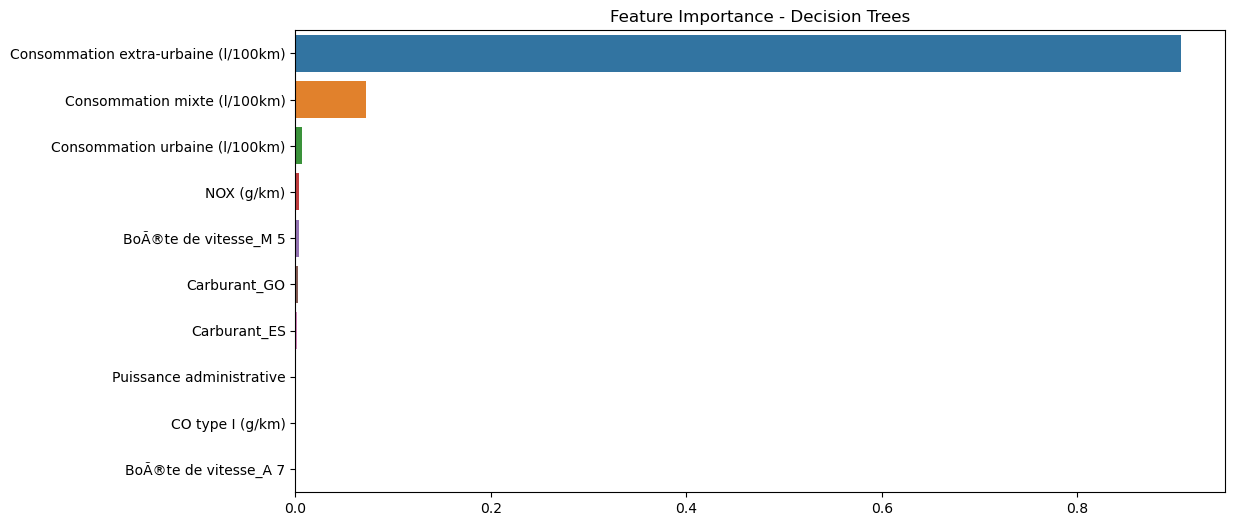 Feature Importance - Decision Trees
Consommation extra-urbaine (l/100km)
Consommation mixte (l/100km)
Consommation urbaine (l/100km)
NOX (g/km)
BoÃ®te de vitesse_M 5
Carburant_GO
Carburant_ES
Puissance administrative
CO type I (g/km)
BoÃ®te de vitesse_A 7
0.0 0.2 0.4 0.6 0.8